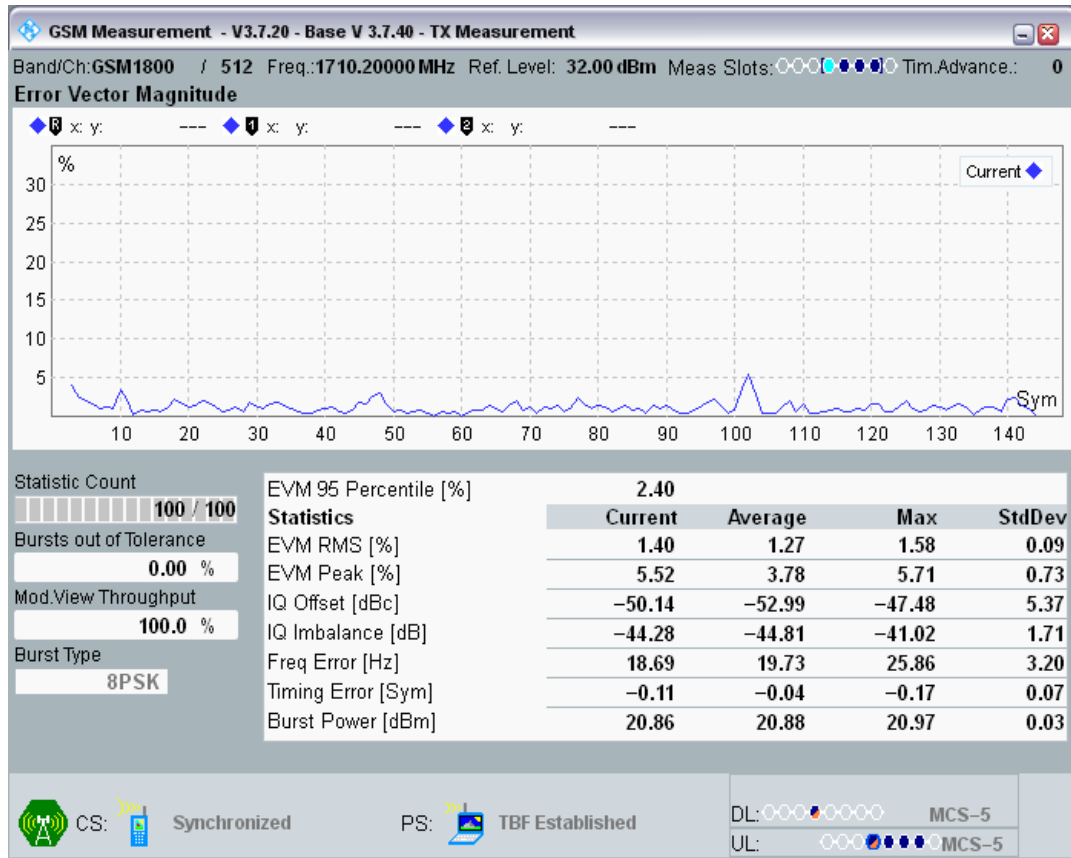 GSM Measurement - V3.7.20 - Base V 3.7.40 - TX Measurement
Band/Ch:GSM1800 / 512 Freq.:1710.20000 MHz Ref. Level: 32.00 dBm Meas Slots: Tim.Advance.: 0
Error Vector Magnitude
R x: y: --- 1 x: y: --- 2 x: y: ---
%
Current
30
25
20
15
10
5
Sym
10 20 30 40 50 60 70 80 90 100 110 120 130 140
Statistic Count
100 / 100
Bursts out of Tolerance
0.00 %
Mod.View Throughput
100.0 %
Burst Type
8PSK
EVM 95 Percentile [%] 2.40
Statistics Current Average Max StdDev
EVM RMS [%] 1.40 1.27 1.58 0.09
EVM Peak [%] 5.52 3.78 5.71 0.73
IQ Offset [dBc] −50.14 −52.99 −47.48 5.37
IQ Imbalance [dB] −44.28 −44.81 −41.02 1.71
Freq Error [Hz] 18.69 19.73 25.86 3.20
Timing Error [Sym] −0.11 −0.04 −0.17 0.07
Burst Power [dBm] 20.86 20.88 20.97 0.03
CS: Synchronized PS: TBF Established
DL: MCS−5
UL: MCS−5